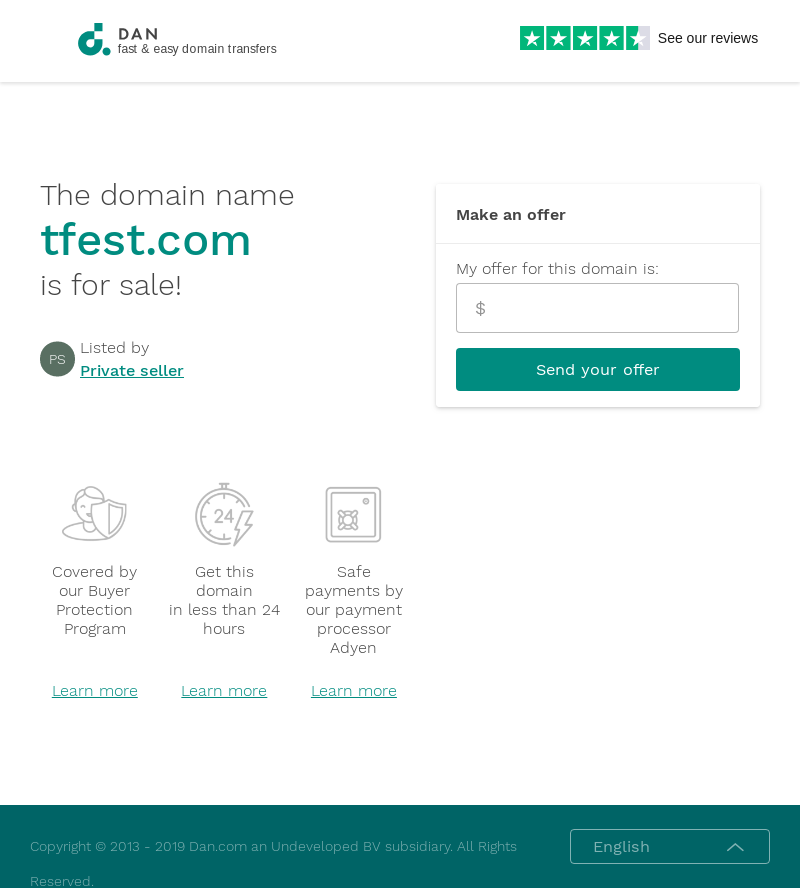 DAN
fast & easy domain transfers
See our reviews
The domain name
tfest.com
is for sale!
PS
Listed by
Private seller
Make an offer
My offer for this domain is:
$
Send your offer
24
Covered by
our Buyer
Protection
Program
Learn more
Get this
domain
in less than 24
hours
Learn more
Safe
payments by
our payment
processor
Adyen
Learn more
Copyright © 2013 - 2019 Dan.com an Undeveloped BV subsidiary. All Rights
Reserved.
English